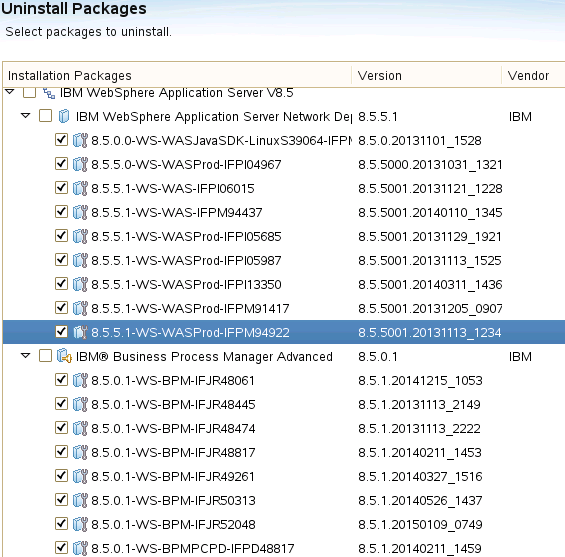 Uninstall Packages
Select packages to uninstall.
Installation Packages Version Vendor
IBM WebSphere Application Server V8.5
IBM WebSphere Application Server Network Dep 8.5.5.1 IBM
8.5.0.0-WS-WASJavaSDK-LinuxS39064-IFPM 8.5.0.20131101_1528
8.5.5.0-WS-WASProd-IFPI04967 8.5.5000.20131031_1321
8.5.5.1-WS-WAS-IFPI06015 8.5.5001.20131121_1228
8.5.5.1-WS-WAS-IFPM94437 8.5.5001.20140110_1345
8.5.5.1-WS-WASProd-IFPI05685 8.5.5001.20131129_1921
8.5.5.1-WS-WASProd-IFPI05987 8.5.5001.20131113_1525
8.5.5.1-WS-WASProd-IFPI13350 8.5.5001.20140311_1436
8.5.5.1-WS-WASProd-IFPM91417 8.5.5001.20131205_0907
8.5.5.1-WS-WASProd-IFPM94922 8.5.5001.20131113_1234
IBM® Business Process Manager Advanced 8.5.0.1 IBM
8.5.0.1-WS-BPM-IFJR48061 8.5.1.20141215_1053
8.5.0.1-WS-BPM-IFJR48445 8.5.1.20131113_2149
8.5.0.1-WS-BPM-IFJR48474 8.5.1.20131113_2222
8.5.0.1-WS-BPM-IFJR48817 8.5.1.20140211_1453
8.5.0.1-WS-BPM-IFJR49261 8.5.1.20140327_1516
8.5.0.1-WS-BPM-IFJR50313 8.5.1.20140526_1437
8.5.0.1-WS-BPM-IFJR52048 8.5.1.20150109_0749
8.5.0.1-WS-BPMPCPD-IFPD48817 8.5.1.20140211_1459